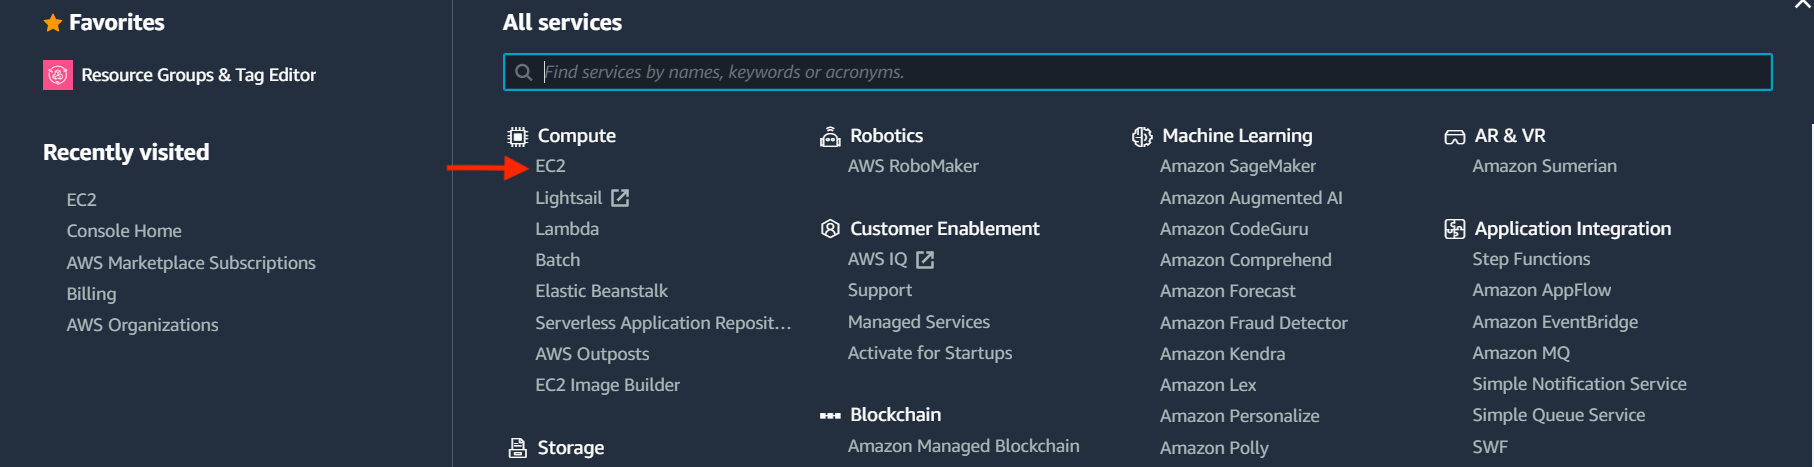 Favorites
Resource Groups & Tag Editor
Recently visited
EC2
Console Home
AWS Marketplace Subscriptions
Billing
AWS Organizations
All services
Find services by names, keywords or acronyms.
Compute
EC2
Lightsail
Lambda
Batch
Elastic Beanstalk
Serverless Application Reposit...
AWS Outposts
EC2 Image Builder
Storage
Robotics
AWS RoboMaker
Customer Enablement
AWS IQ
Support
Managed Services
Activate for Startups
Blockchain
Amazon Managed Blockchain
Machine Learning
Amazon SageMaker
Amazon Augmented AI
Amazon CodeGuru
Amazon Comprehend
Amazon Forecast
Amazon Fraud Detector
Amazon Kendra
Amazon Lex
Amazon Personalize
Amazon Polly
AR & VR
Amazon Sumerian
Application Integration
Step Functions
Amazon AppFlow
Amazon EventBridge
Amazon MQ
Simple Notification Service
Simple Queue Service
SWF